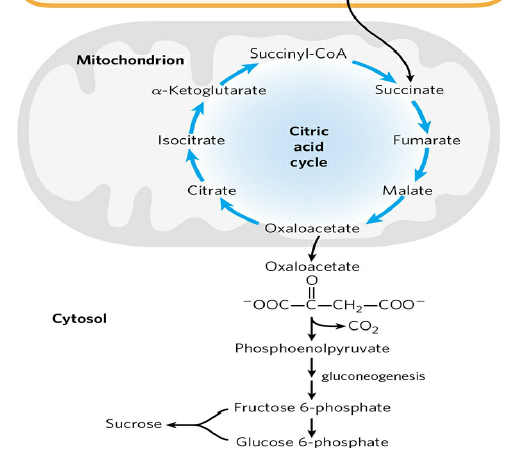 Mitochondrion
Succinyl-CoA
α-Ketoglutarate
Succinate
Isocitrate
Citric
acid
cycle
Fumarate
Citrate
Malate
Oxaloacetate
Oxaloacetate
O
⁻OOC—C—CH₂—COO⁻
Cytosol
CO₂
Phosphoenolpyruvate
gluconeogenesis
Fructose 6-phosphate
Sucrose
Glucose 6-phosphate